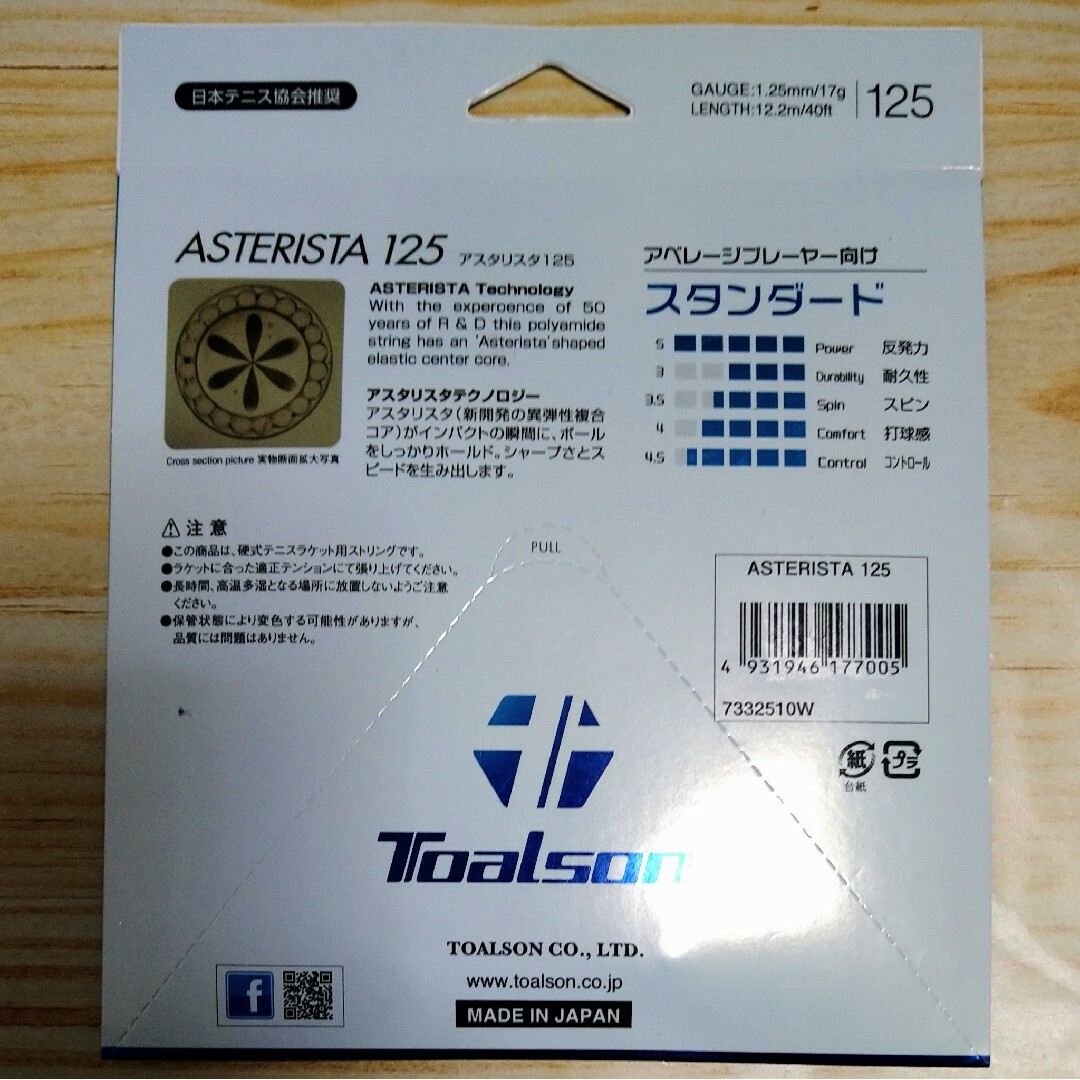 日本テニス協会推奨
GAUGE:1.25mm/17g
LENGTH:12.2m/40ft
125
ASTERISTA 125 アスタリスタ125
ASTERISTA Technology
With the experoence of 50
years of R & D this polyamide
string has an 'Asterista' shaped
elastic center core.
アスタリスタテクノロジー
アスタリスタ(新開発の異弾性複合
コア)がインパクトの瞬間に、ボール
をしっかりホールド。シャープさとス
ピードを生み出します。
Cross section picture 実物断面拡大写真
アベレージプレーヤー向け
スタンダード
5 Power 反発力
3 Durability 耐久性
3.5 Spin スピン
4 Comfort 打球感
4.5 Control コントロール
⚠注意
●この商品は、硬式テニスラケット用ストリングです。
●ラケットに合った適正テンションにて張り上げてください。
●長時間、高温多湿となる場所に放置しないようご注意
ください。
●保管状態により変色する可能性がありますが、
品質には問題はありません。
PULL
ASTERISTA 125
4 931946 177005
7332510W
紙 プラ
台紙
Toalson
TOALSON CO., LTD.
www.toalson.co.jp
MADE IN JAPAN
f